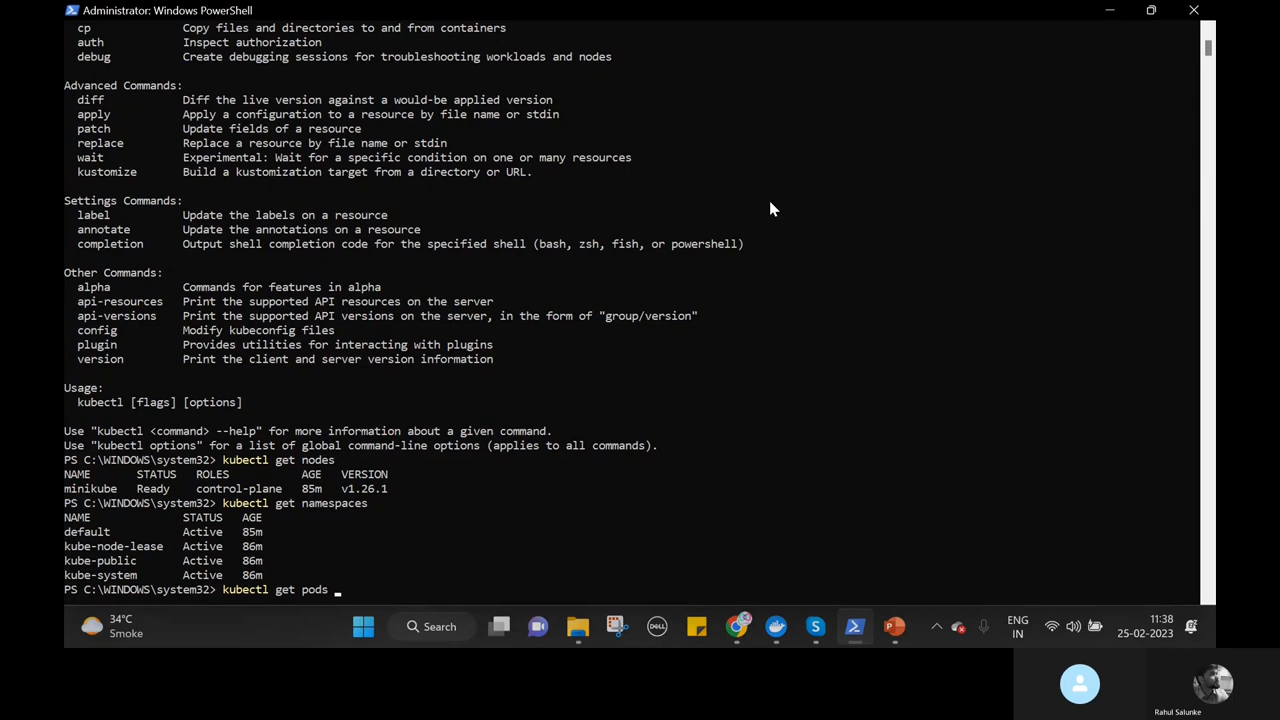 Administrator: Windows PowerShell
cp Copy files and directories to and from containers
auth Inspect authorization
debug Create debugging sessions for troubleshooting workloads and nodes
Advanced Commands:
diff Diff the live version against a would-be applied version
apply Apply a configuration to a resource by file name or stdin
patch Update fields of a resource
replace Replace a resource by file name or stdin
wait Experimental: Wait for a specific condition on one or many resources
kustomize Build a kustomization target from a directory or URL.
Settings Commands:
label Update the labels on a resource
annotate Update the annotations on a resource
completion Output shell completion code for the specified shell (bash, zsh, fish, or powershell)
Other Commands:
alpha Commands for features in alpha
api-resources Print the supported API resources on the server
api-versions Print the supported API versions on the server, in the form of "group/version"
config Modify kubeconfig files
plugin Provides utilities for interacting with plugins
version Print the client and server version information
Usage:
kubectl [flags] [options]
Use "kubectl <command> --help" for more information about a given command.
Use "kubectl options" for a list of global command-line options (applies to all commands).
PS C:\WINDOWS\system32> kubectl get nodes
NAME STATUS ROLES AGE VERSION
minikube Ready control-plane 85m v1.26.1
PS C:\WINDOWS\system32> kubectl get namespaces
NAME STATUS AGE
default Active 85m
kube-node-lease Active 86m
kube-public Active 86m
kube-system Active 86m
PS C:\WINDOWS\system32> kubectl get pods
34°C
Smoke
Search
DELL
S
P
ENG
IN
11:38
25-02-2023
Rahul Salunke